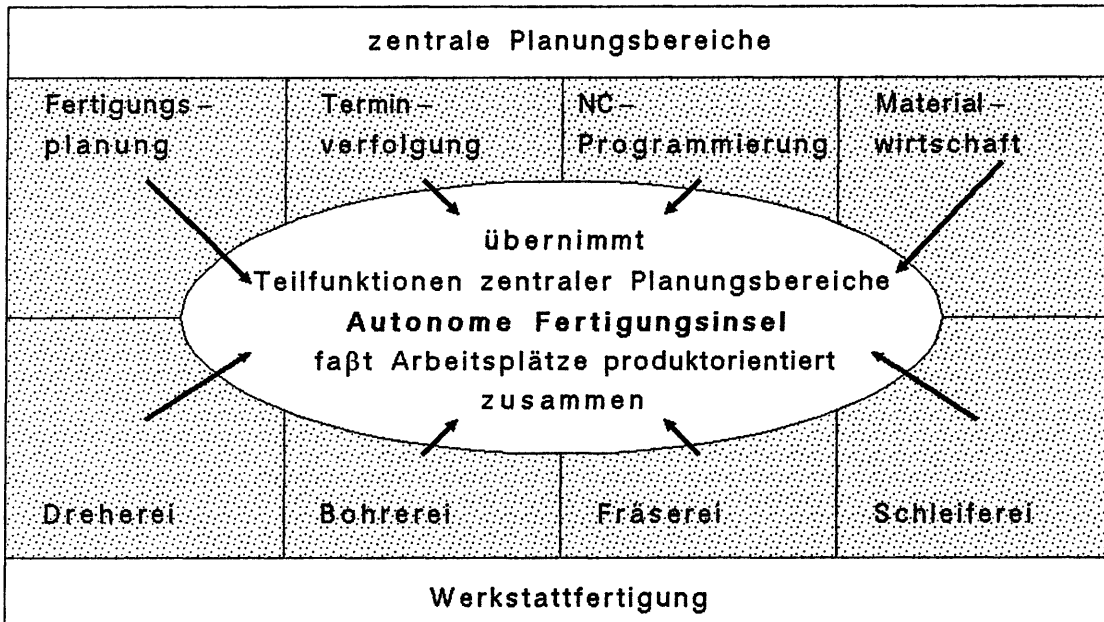 zentrale Planungsbereiche
Fertigungs–
planung
Termin–
verfolgung
NC–
Programmierung
Material–
wirtschaft
übernimmt
Teilfunktionen zentraler Planungsbereiche
Autonome Fertigungsinsel
faßt Arbeitsplätze produktorientiert
zusammen
Dreherei
Bohrerei
Fräserei
Schleiferei
Werkstattfertigung